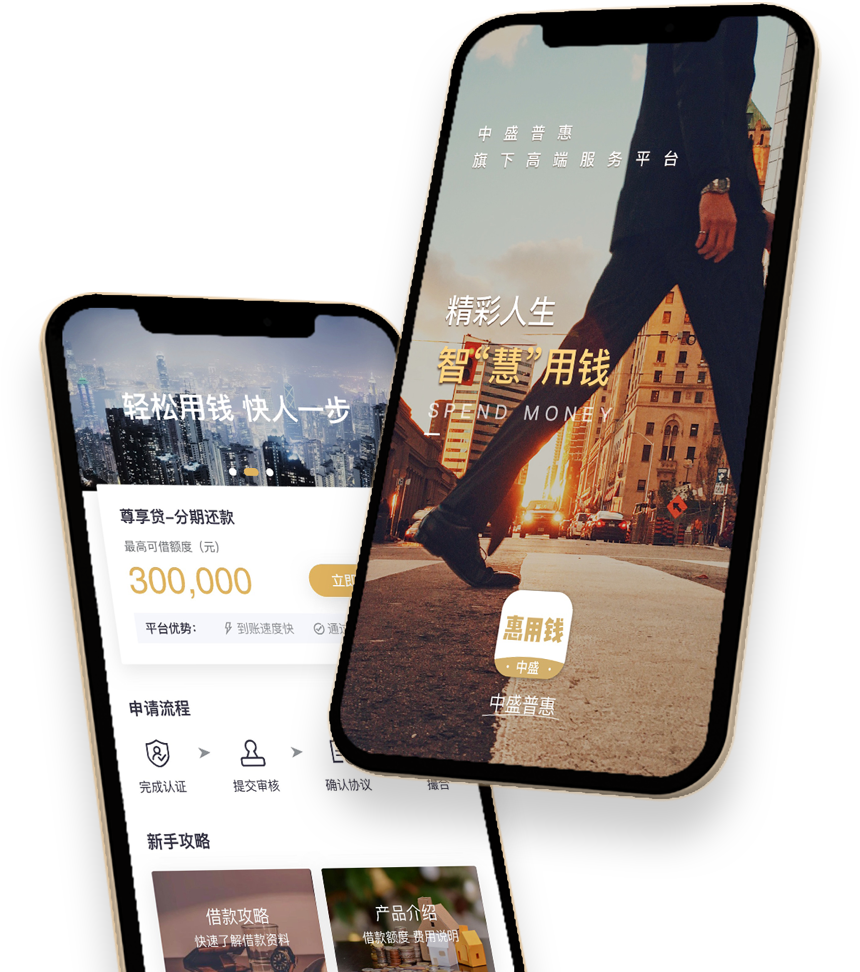 中盛普惠
旗下高端服务平台
精彩人生
智“慧”用钱
SPEND MONEY
惠用钱
·中盛·
中盛普惠
轻松用钱 快人一步
尊享贷-分期还款
最高可借额度（元）
300,000
立即
平台优势：
到账速度快
通过
申请流程
完成认证
提交审核
确认协议
撮合
新手攻略
借款攻略
快速了解借款资料
产品介绍
借款额度 费用说明